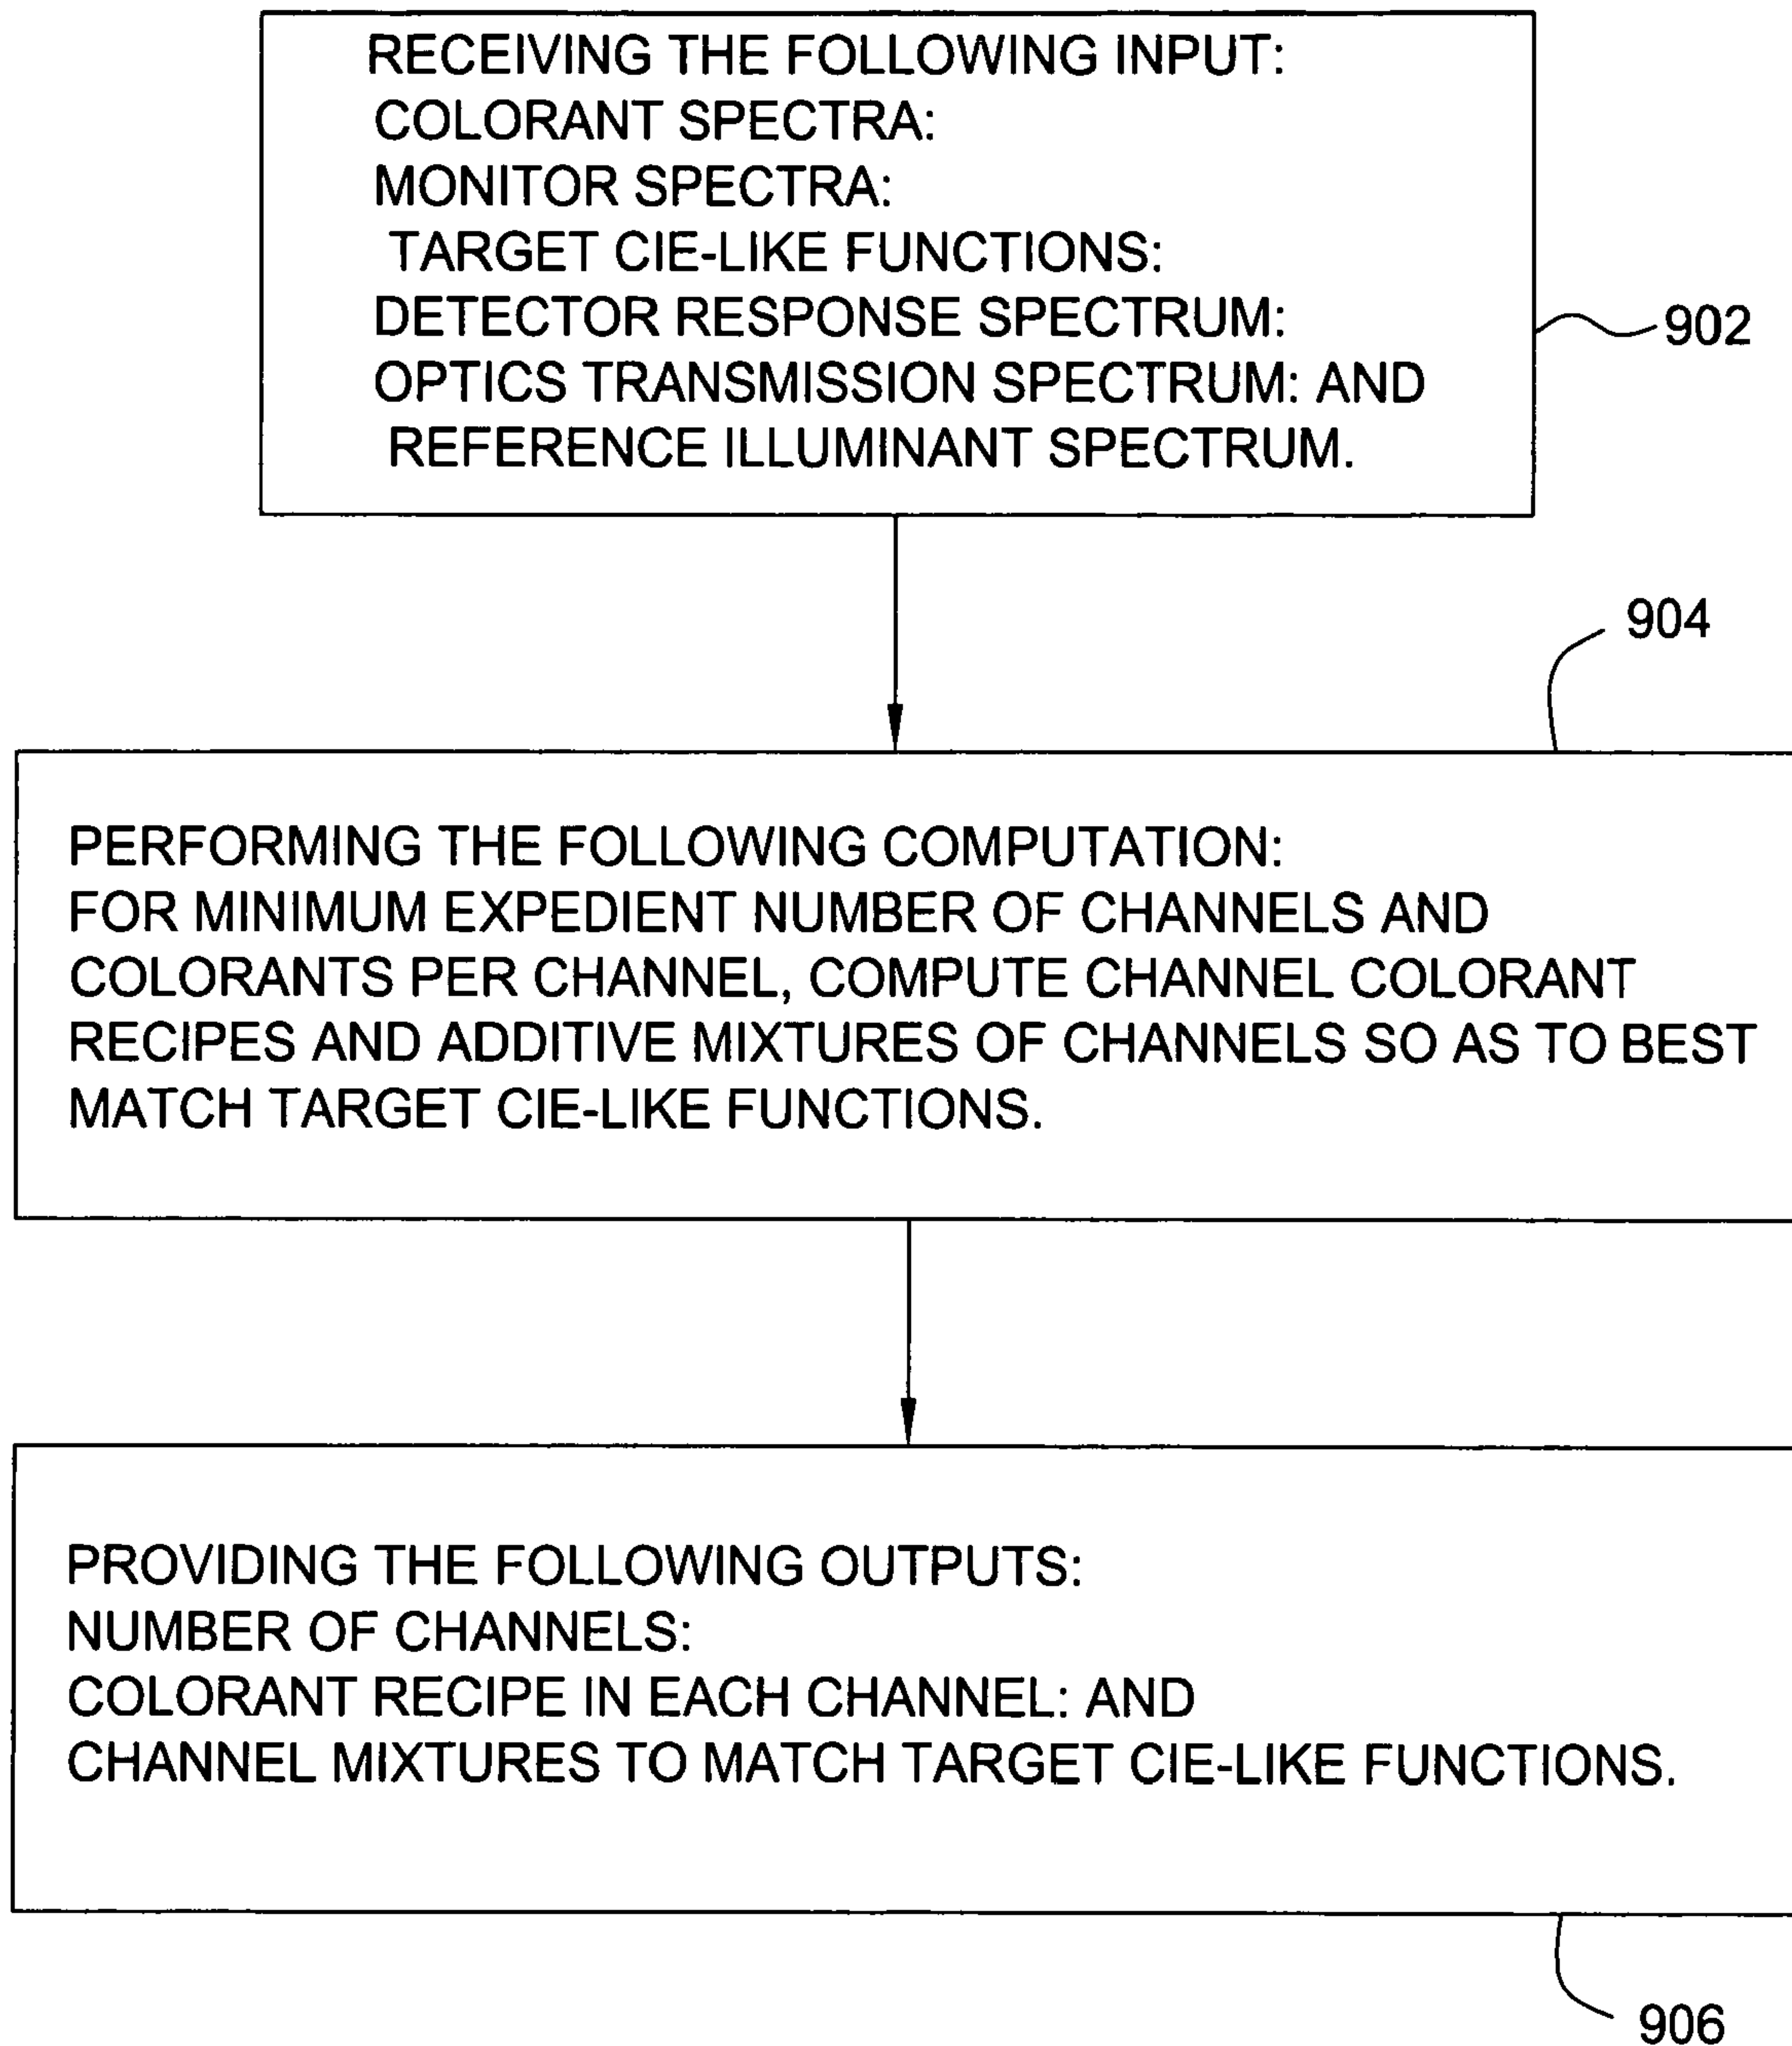 RECEIVING THE FOLLOWING INPUT:
COLORANT SPECTRA:
MONITOR SPECTRA:
TARGET CIE-LIKE FUNCTIONS:
DETECTOR RESPONSE SPECTRUM:
OPTICS TRANSMISSION SPECTRUM: AND
REFERENCE ILLUMINANT SPECTRUM.
902
904
PERFORMING THE FOLLOWING COMPUTATION:
FOR MINIMUM EXPEDIENT NUMBER OF CHANNELS AND
COLORANTS PER CHANNEL, COMPUTE CHANNEL COLORANT
RECIPES AND ADDITIVE MIXTURES OF CHANNELS SO AS TO BEST
MATCH TARGET CIE-LIKE FUNCTIONS.
PROVIDING THE FOLLOWING OUTPUTS:
NUMBER OF CHANNELS:
COLORANT RECIPE IN EACH CHANNEL: AND
CHANNEL MIXTURES TO MATCH TARGET CIE-LIKE FUNCTIONS.
906